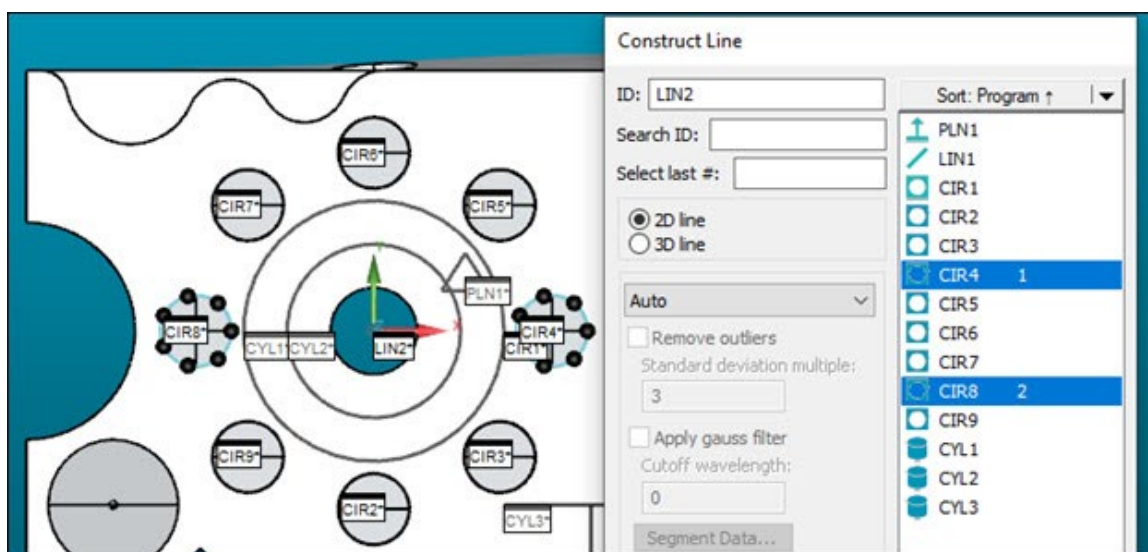 Construct Line
ID: LIN2
Search ID:
Select last #:
2D line
3D line
Auto
Remove outliers
Standard deviation multiple:
3
Apply gauss filter
Cutoff wavelength:
0
Segment Data...
Sort: Program ↑
PLN1
LIN1
CIR1
CIR2
CIR3
CIR4 1
CIR5
CIR6
CIR7
CIR8 2
CIR9
CYL1
CYL2
CYL3
CIR6*
CIR7*
CIR5*
Y
PLN1*
CIR8*
CYL1*
CYL2*
LIN2*
X
CIR1*
CIR4*
CIR9*
CIR3*
CIR2*
CYL3*